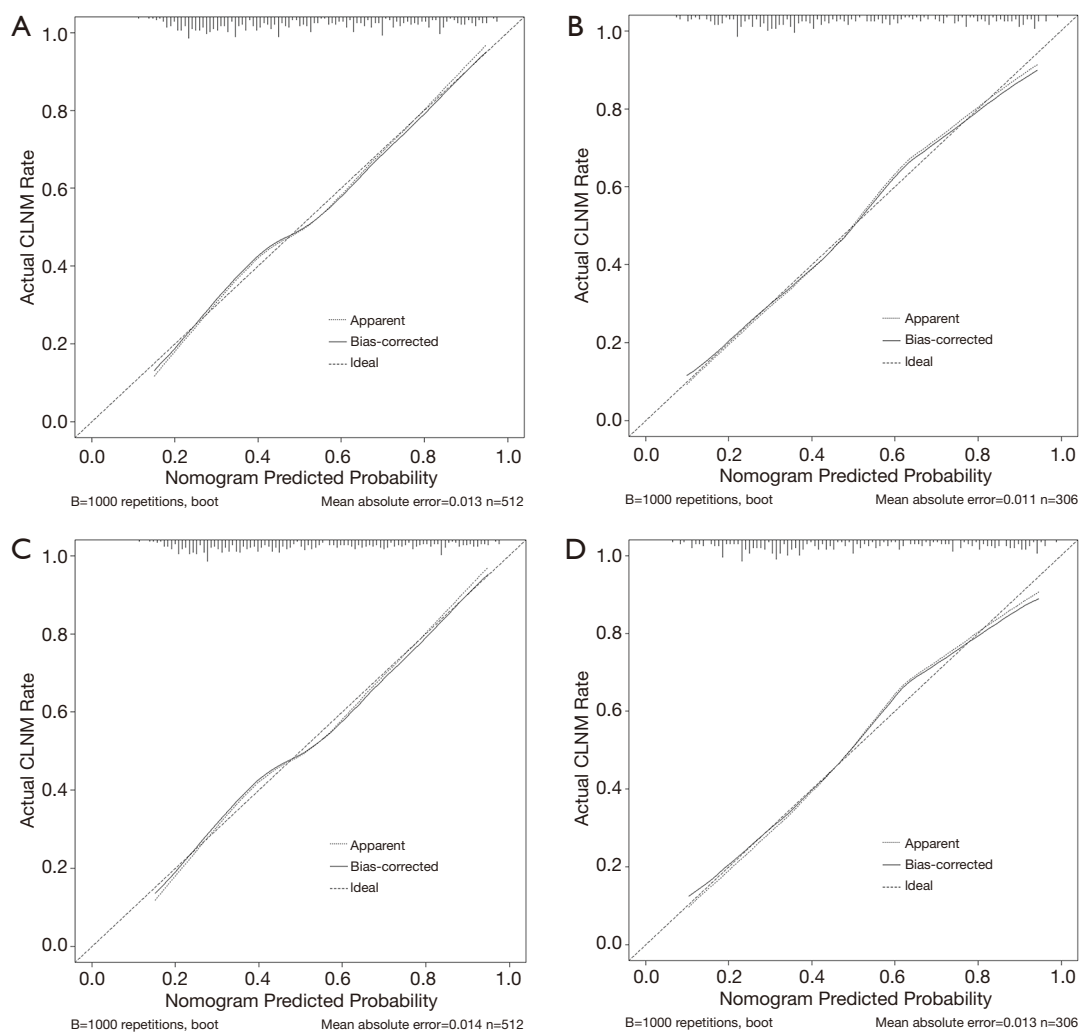 A
1.0
0.8
0.6
0.4
0.2
0.0
Actual CLNM Rate
Apparent
Bias-corrected
Ideal
0.0 0.2 0.4 0.6 0.8 1.0
Nomogram Predicted Probability
B=1000 repetitions, boot Mean absolute error=0.013 n=512
B
1.0
0.8
0.6
0.4
0.2
0.0
Actual CLNM Rate
Apparent
Bias-corrected
Ideal
0.0 0.2 0.4 0.6 0.8 1.0
Nomogram Predicted Probability
B=1000 repetitions, boot Mean absolute error=0.011 n=306
C
1.0
0.8
0.6
0.4
0.2
0.0
Actual CLNM Rate
Apparent
Bias-corrected
Ideal
0.0 0.2 0.4 0.6 0.8 1.0
Nomogram Predicted Probability
B=1000 repetitions, boot Mean absolute error=0.014 n=512
D
1.0
0.8
0.6
0.4
0.2
0.0
Actual CLNM Rate
Apparent
Bias-corrected
Ideal
0.0 0.2 0.4 0.6 0.8 1.0
Nomogram Predicted Probability
B=1000 repetitions, boot Mean absolute error=0.013 n=306